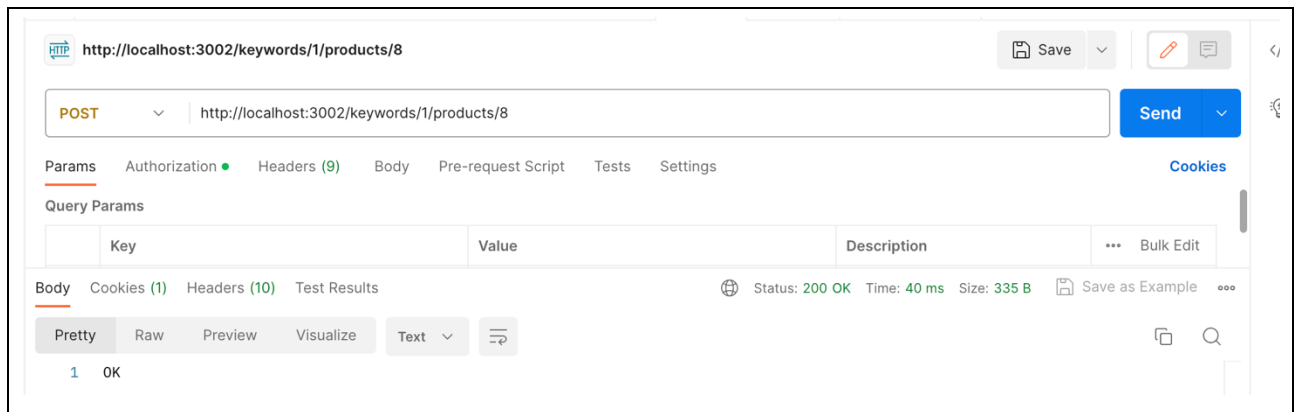 HTTP http://localhost:3002/keywords/1/products/8 Save
POST http://localhost:3002/keywords/1/products/8 Send
Params Authorization Headers (9) Body Pre-request Script Tests Settings Cookies
Query Params
Key Value Description ••• Bulk Edit
Body Cookies (1) Headers (10) Test Results Status: 200 OK Time: 40 ms Size: 335 B Save as Example
Pretty Raw Preview Visualize Text
1 OK